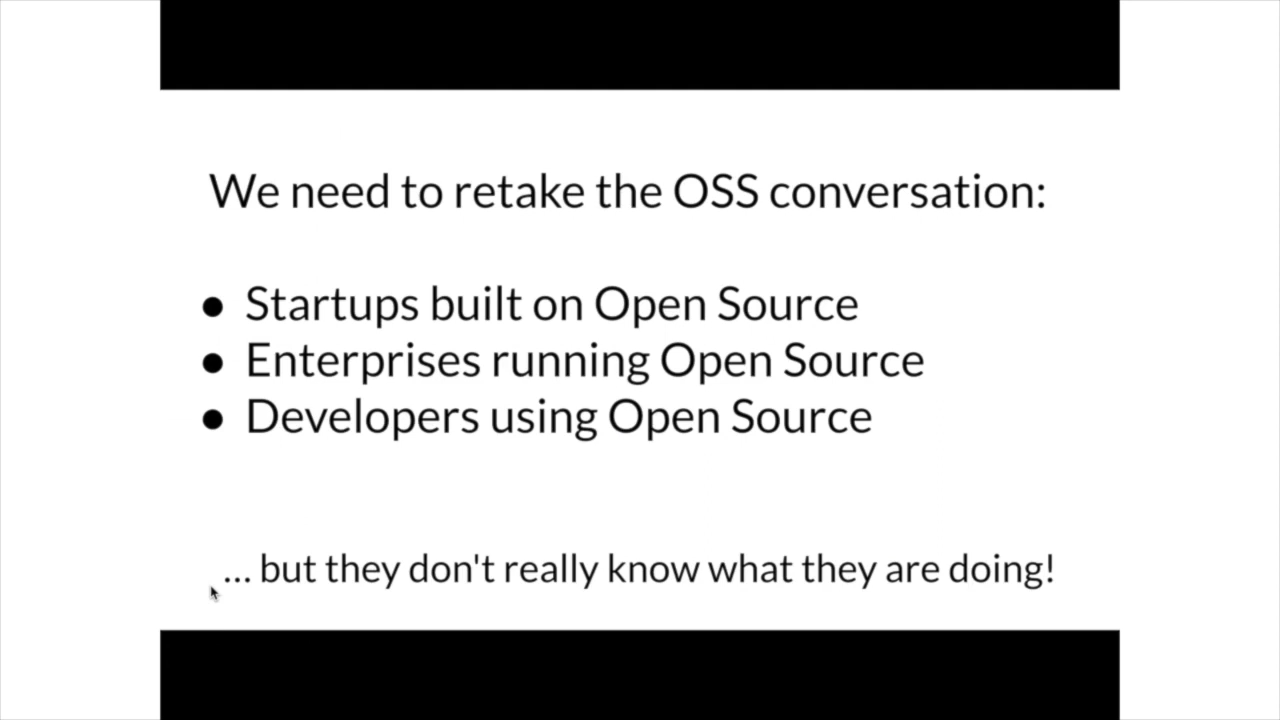 We need to retake the OSS conversation:
● Startups built on Open Source
● Enterprises running Open Source
● Developers using Open Source
... but they don't really know what they are doing!